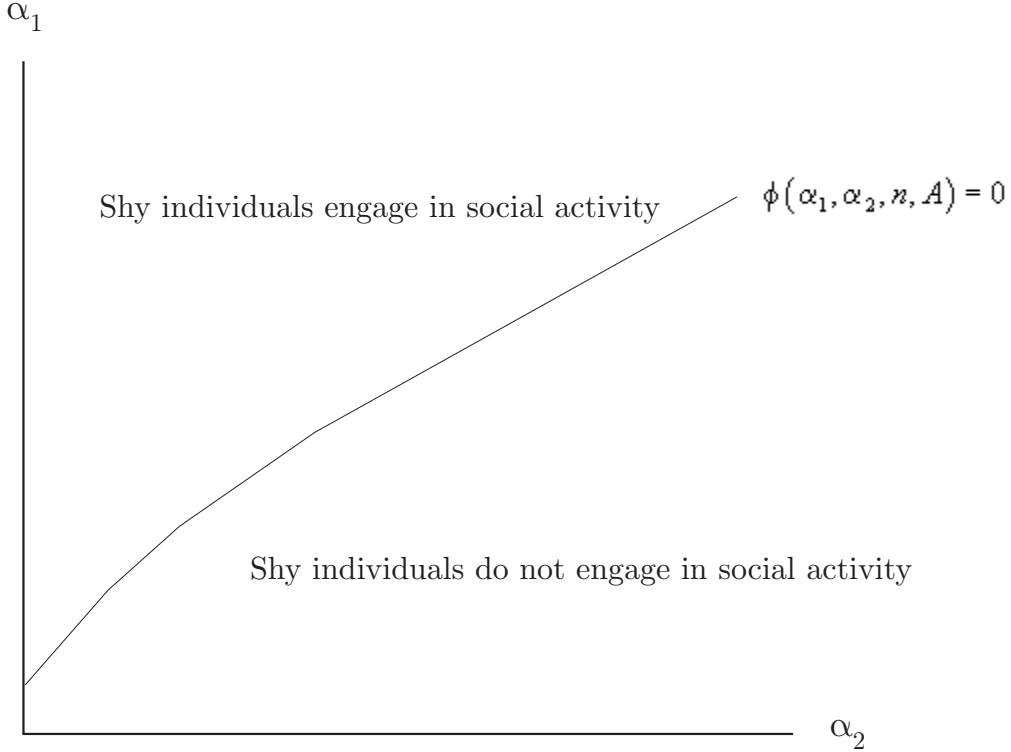 α₁
Shy individuals engage in social activity
ϕ(α₁, α₂, n, A) = 0
Shy individuals do not engage in social activity
α₂